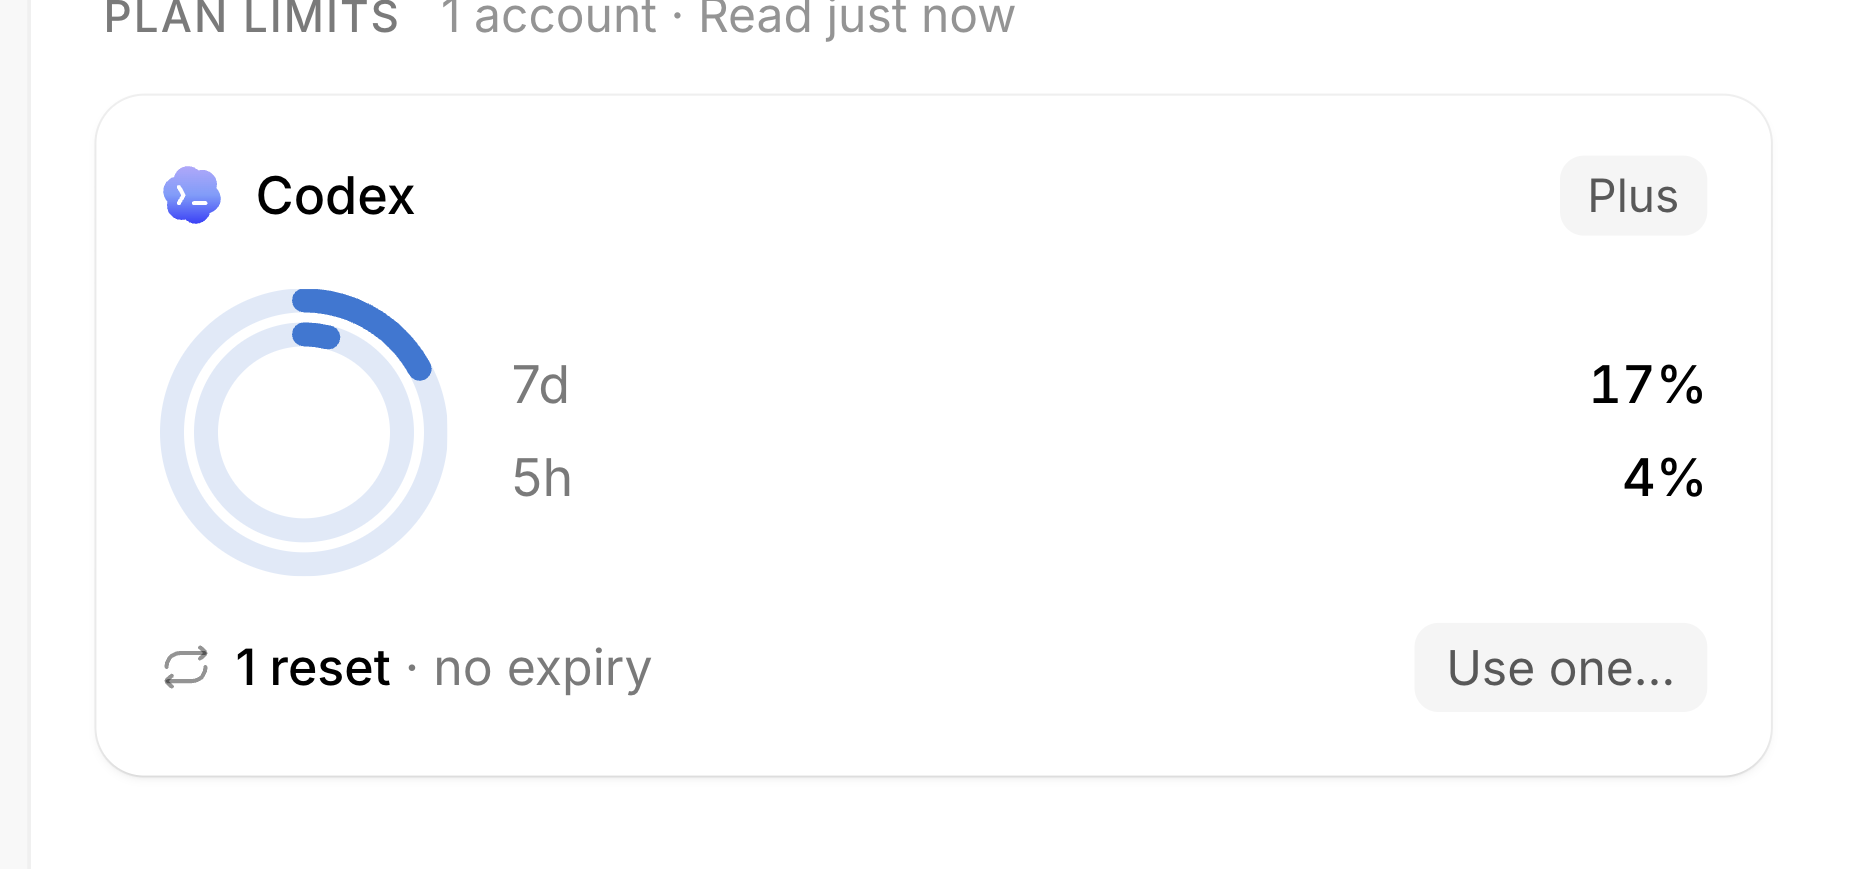 PLAN LIMITS 1 account · Read just now
Codex
Plus
7d 17%
5h 4%
1 reset · no expiry
Use one...